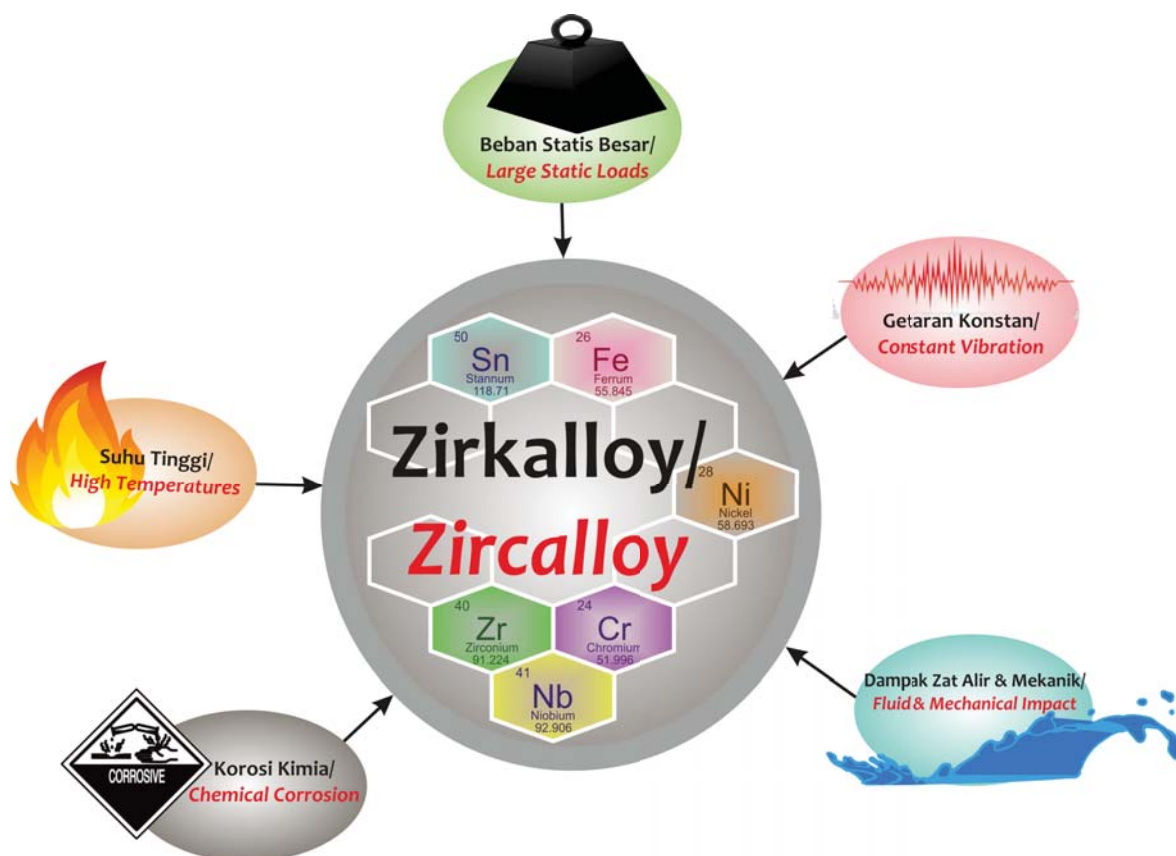 Beban Statis Besar/
Large Static Loads
Getaran Konstan/
Constant Vibration
50
Sn
Stannum
118.71
26
Fe
Ferrum
55.845
Zirkalloy/
Suhu Tinggi/
High Temperatures
28
Ni
Nickel
58.693
Zircalloy
40
Zr
Zirconium
91.224
24
Cr
Chromium
51.996
41
Nb
Niobium
92.906
Dampak Zat Alir & Mekanik/
Fluid & Mechanical Impact
CORROSIVE
Korosi Kimia/
Chemical Corrosion